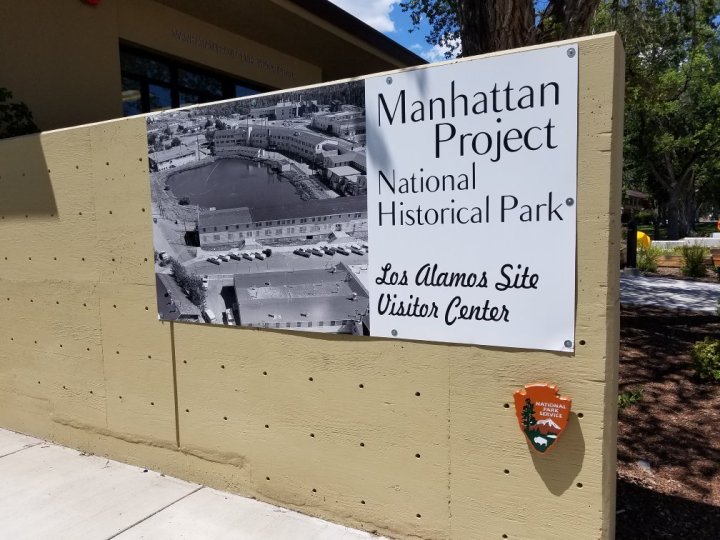 Manhattan
Project
National
Historical Park
Los Alamos Site
Visitor Center
NATIONAL
PARK
SERVICE